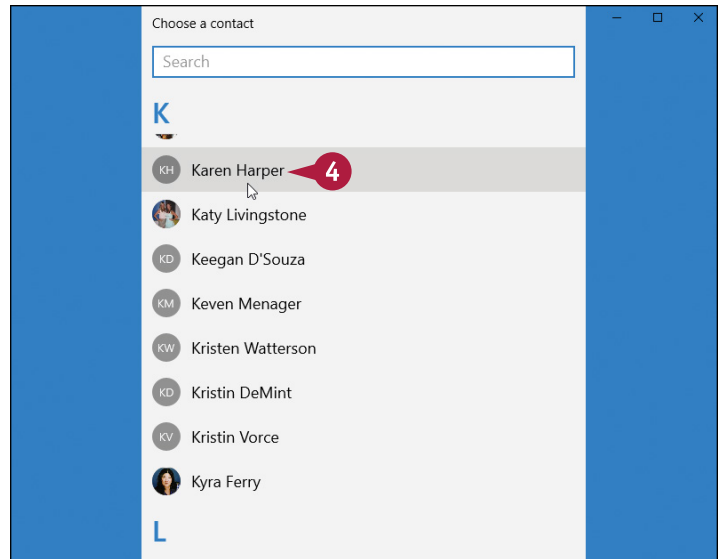 Choose a contact
Search
K
KH Karen Harper 4
Katy Livingstone
KD Keegan D'Souza
KM Keven Menager
KW Kristen Watterson
KD Kristin DeMint
KV Kristin Vorce
Kyra Ferry
L